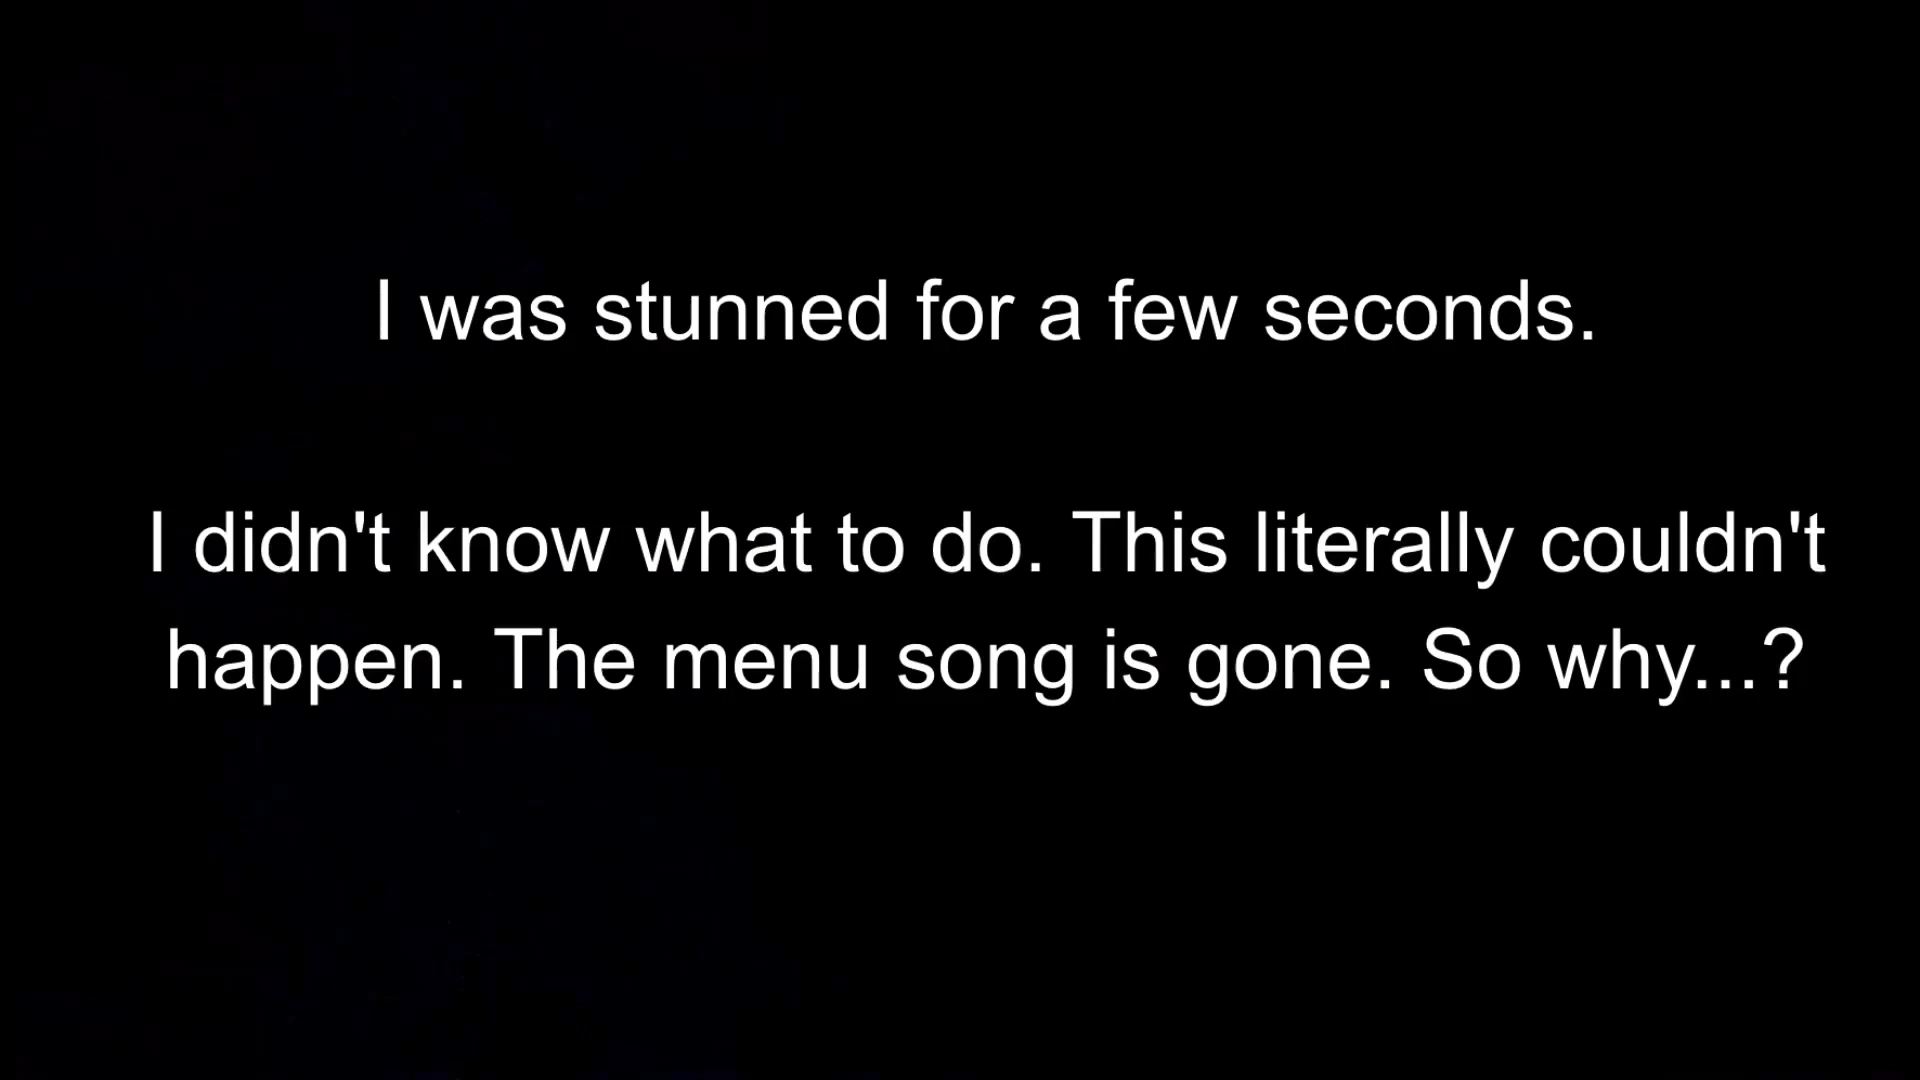 I was stunned for a few seconds.
I didn't know what to do. This literally couldn't
happen. The menu song is gone. So why...?